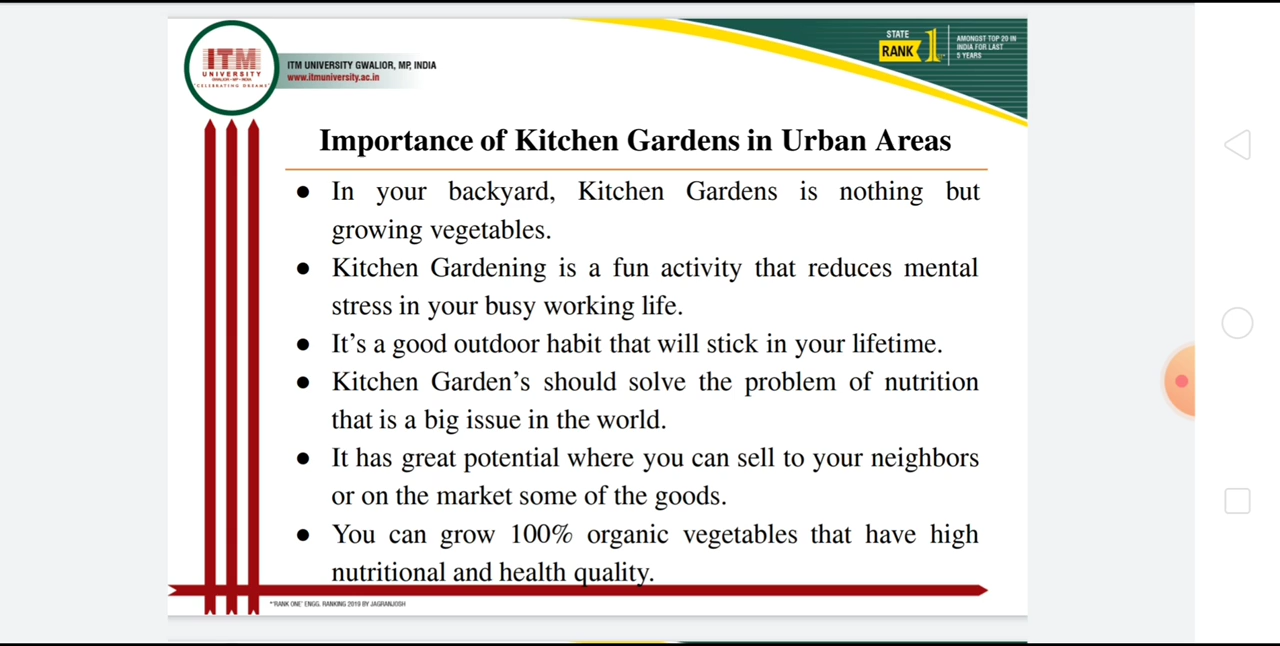 ITM
UNIVERSITY
GWALIOR - MP - INDIA
"CELEBRATING DREAMS"
ITM UNIVERSITY GWALIOR, MP, INDIA
www.itmuniversity.ac.in
STATE
RANK 1
AMONGST TOP 20 IN
INDIA FOR LAST
5 YEARS
Importance of Kitchen Gardens in Urban Areas
● In your backyard, Kitchen Gardens is nothing but
growing vegetables.
● Kitchen Gardening is a fun activity that reduces mental
stress in your busy working life.
● It's a good outdoor habit that will stick in your lifetime.
● Kitchen Garden's should solve the problem of nutrition
that is a big issue in the world.
● It has great potential where you can sell to your neighbors
or on the market some of the goods.
● You can grow 100% organic vegetables that have high
nutritional and health quality.
*"RANK ONE" ENGG. RANKING 2019 BY JAGRANJOSH